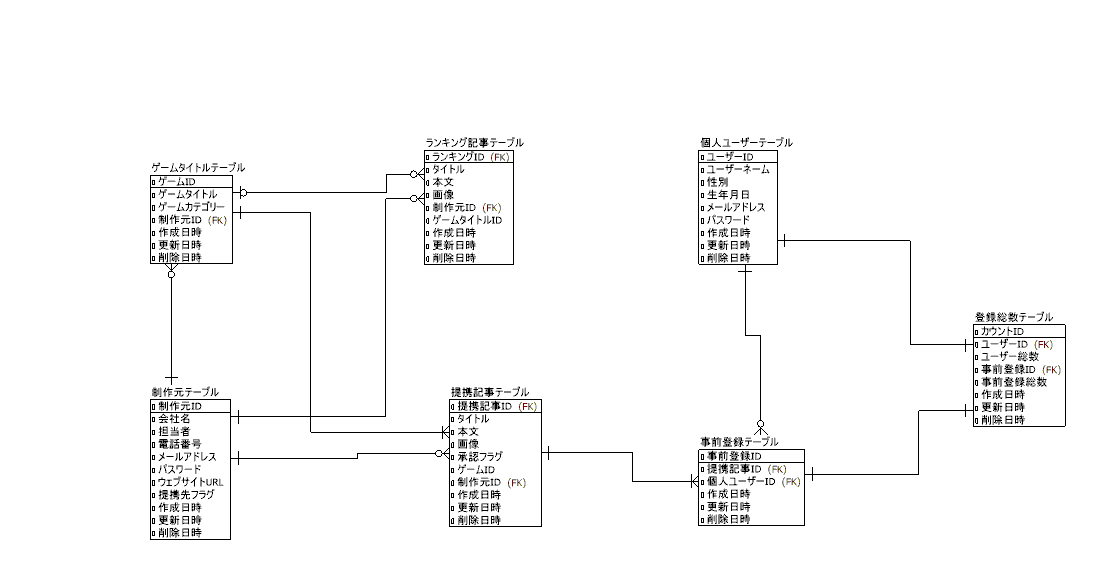 ゲームタイトルテーブル
ゲームID
ゲームタイトル
ゲームカテゴリー
制作元ID (FK)
作成日時
更新日時
削除日時
ランキング記事テーブル
ランキングID (FK)
タイトル
本文
画像
制作元ID (FK)
ゲームタイトルID
作成日時
更新日時
削除日時
個人ユーザーテーブル
ユーザーID
ユーザーネーム
性別
生年月日
メールアドレス
パスワード
作成日時
更新日時
削除日時
登録総数テーブル
カウントID
ユーザーID (FK)
ユーザー総数
事前登録ID (FK)
事前登録総数
作成日時
更新日時
削除日時
制作元テーブル
制作元ID
会社名
担当者
電話番号
メールアドレス
パスワード
ウェブサイトURL
提携先フラグ
作成日時
更新日時
削除日時
提携記事テーブル
提携記事ID (FK)
タイトル
本文
画像
承認フラグ
ゲームID
制作元ID (FK)
作成日時
更新日時
削除日時
事前登録テーブル
事前登録ID
提携記事ID (FK)
個人ユーザーID (FK)
作成日時
更新日時
削除日時